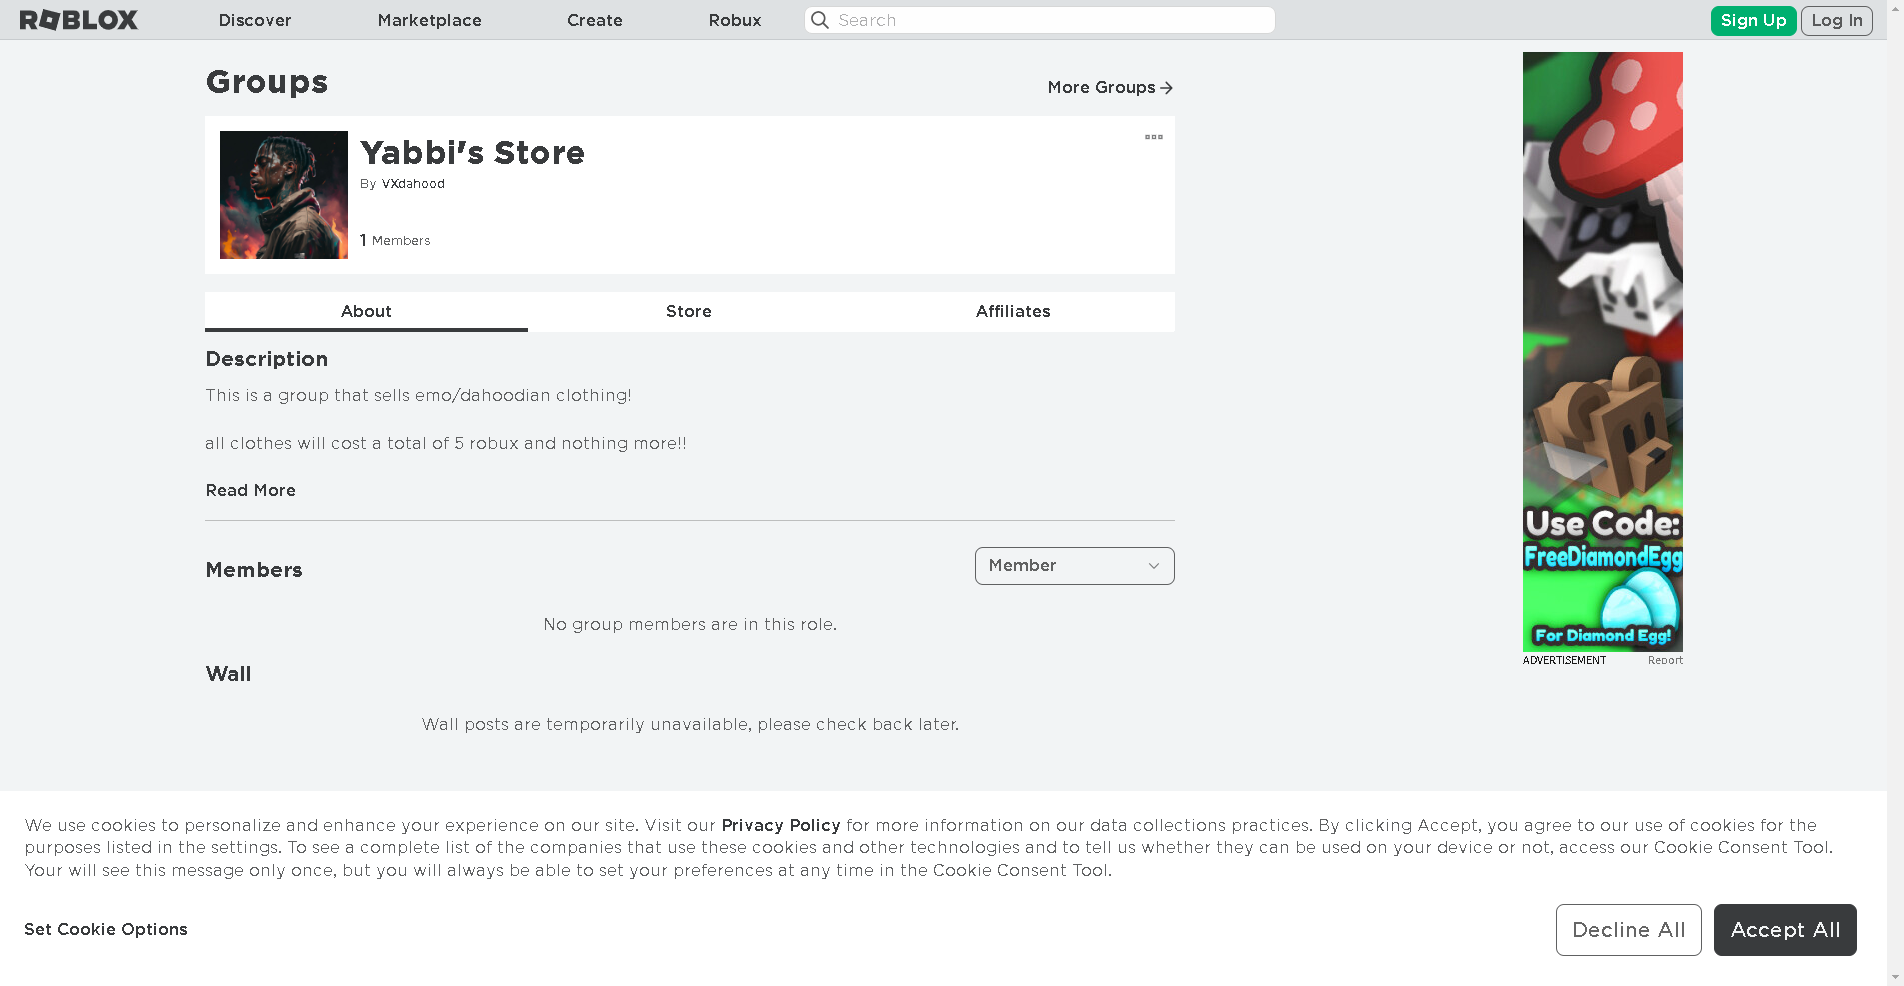 ROBLOX Discover Marketplace Create Robux Search Sign Up Log In
Groups
More Groups
Yabbi's Store
By VXdahood
1 Members
About Store Affiliates
Description
This is a group that sells emo/dahoodian clothing!
all clothes will cost a total of 5 robux and nothing more!!
Read More
Members
Member
No group members are in this role.
Wall
Wall posts are temporarily unavailable, please check back later.
Use Code:
FreeDiamondEgg
For Diamond Egg!
ADVERTISEMENT Report
We use cookies to personalize and enhance your experience on our site. Visit our Privacy Policy for more information on our data collections practices. By clicking Accept, you agree to our use of cookies for the
purposes listed in the settings. To see a complete list of the companies that use these cookies and other technologies and to tell us whether they can be used on your device or not, access our Cookie Consent Tool.
Your will see this message only once, but you will always be able to set your preferences at any time in the Cookie Consent Tool.
Set Cookie Options
Decline All
Accept All